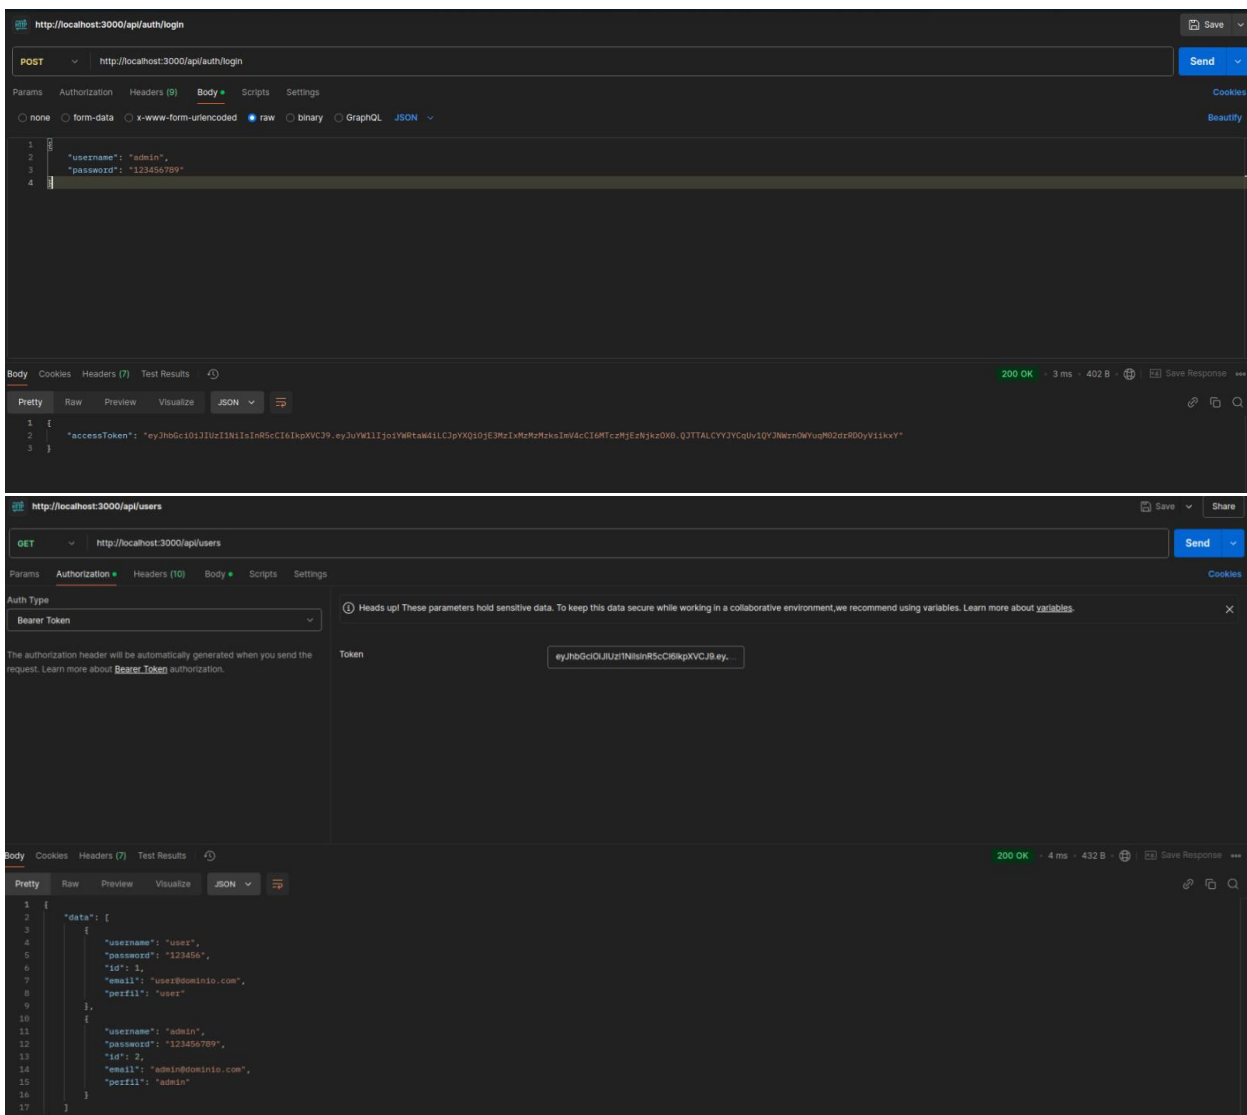 http://localhost:3000/api/auth/login
Save
POST http://localhost:3000/api/auth/login
Send
Params Authorization Headers (9) Body Scripts Settings
Cookies
none form-data x-www-form-urlencoded raw binary GraphQL JSON
Beautify
1 {
2 "username": "admin",
3 "password": "123456789"
4 }
Body Cookies Headers (7) Test Results
200 OK 3 ms 402 B Save Response
Pretty Raw Preview Visualize JSON
1 {
2 "accessToken":
3 }
http://localhost:3000/api/users
Save Share
GET http://localhost:3000/api/users
Send
Params Authorization Headers (10) Body Scripts Settings
Cookies
Auth Type
Bearer Token
The authorization header will be automatically generated when you send the
request. Learn more about Bearer Token authorization.
Heads up! These parameters hold sensitive data. To keep this data secure while working in a collaborative environment,we recommend using variables. Learn more about variables.
Token
Body Cookies Headers (7) Test Results
200 OK 4 ms 432 B Save Response
Pretty Raw Preview Visualize JSON
1 {
2 "data": [
3 {
4 "username": "user",
5 "password": "123456",
6 "id": 1,
7 "email": "user@dominio.com",
8 "perfil": "user"
9 },
10 {
11 "username": "admin",
12 "password": "123456789",
13 "id": 2,
14 "email": "admin@dominio.com",
15 "perfil": "admin"
16 }
17 ]